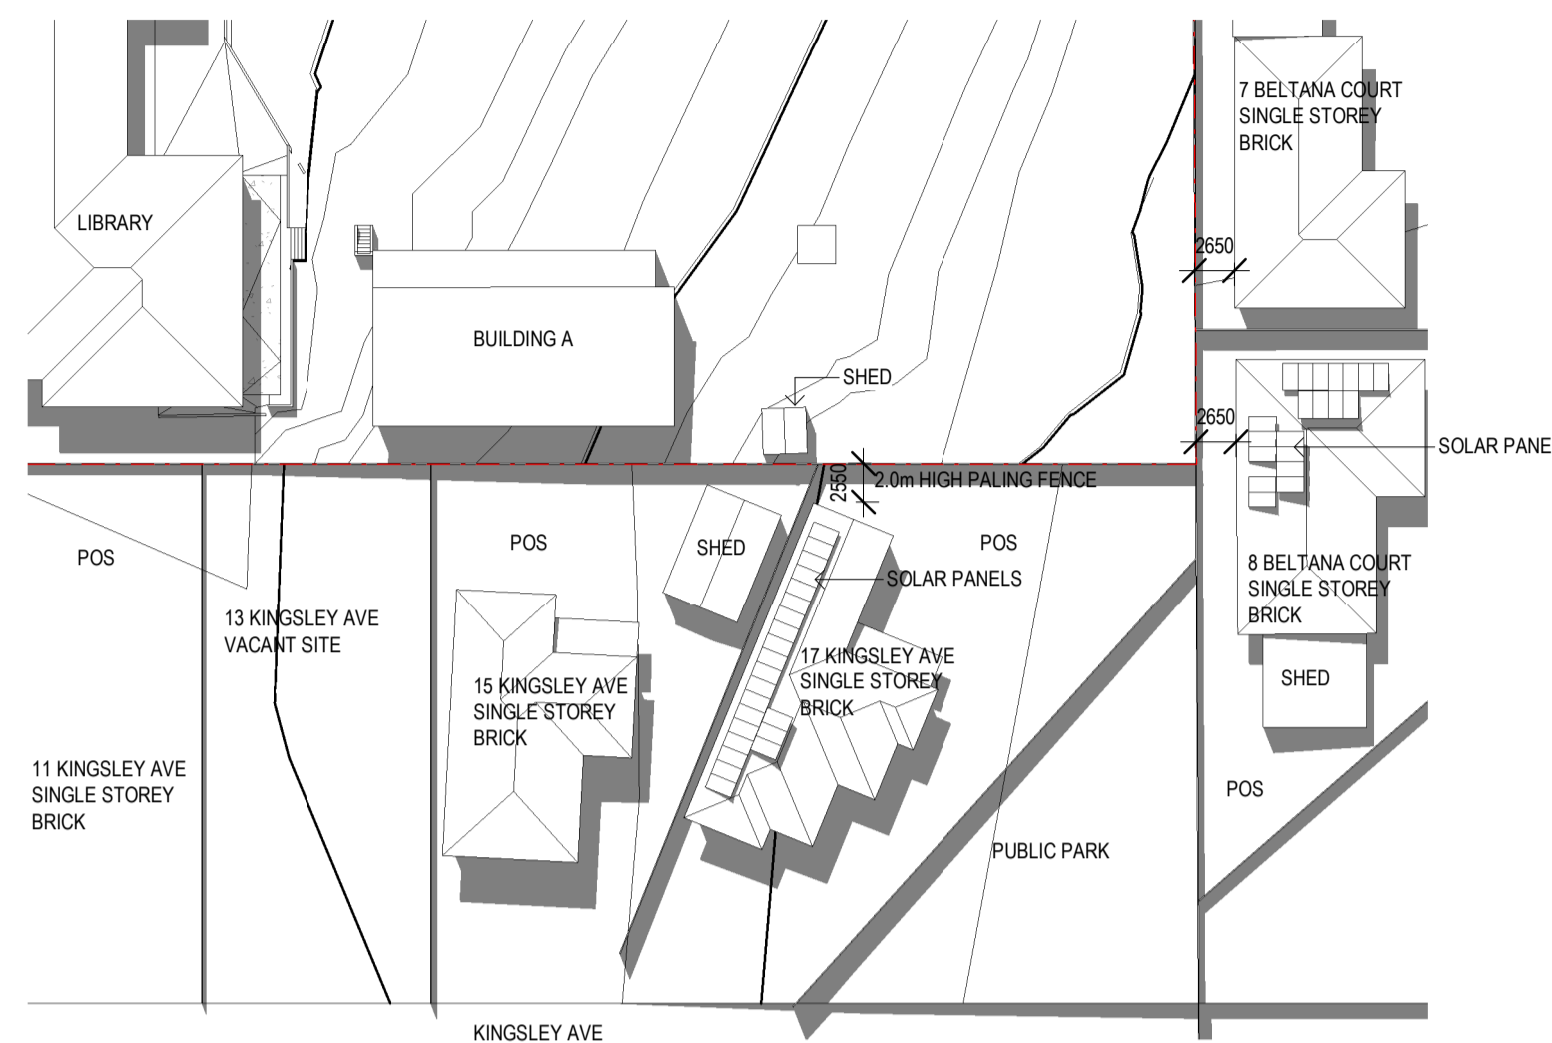 7 BELTANA COURT
SINGLE STOREY
BRICK
LIBRARY
2650
BUILDING A
SHED
2650
SOLAR PANE
2550
2.0m HIGH PALING FENCE
POS
POS
SHED
POS
SOLAR PANELS
8 BELTANA COURT
SINGLE STOREY
BRICK
13 KINGSLEY AVE
VACANT SITE
17 KINGSLEY AVE
SINGLE STOREY
BRICK
15 KINGSLEY AVE
SINGLE STOREY
BRICK
SHED
11 KINGSLEY AVE
SINGLE STOREY
BRICK
POS
PUBLIC PARK
KINGSLEY AVE